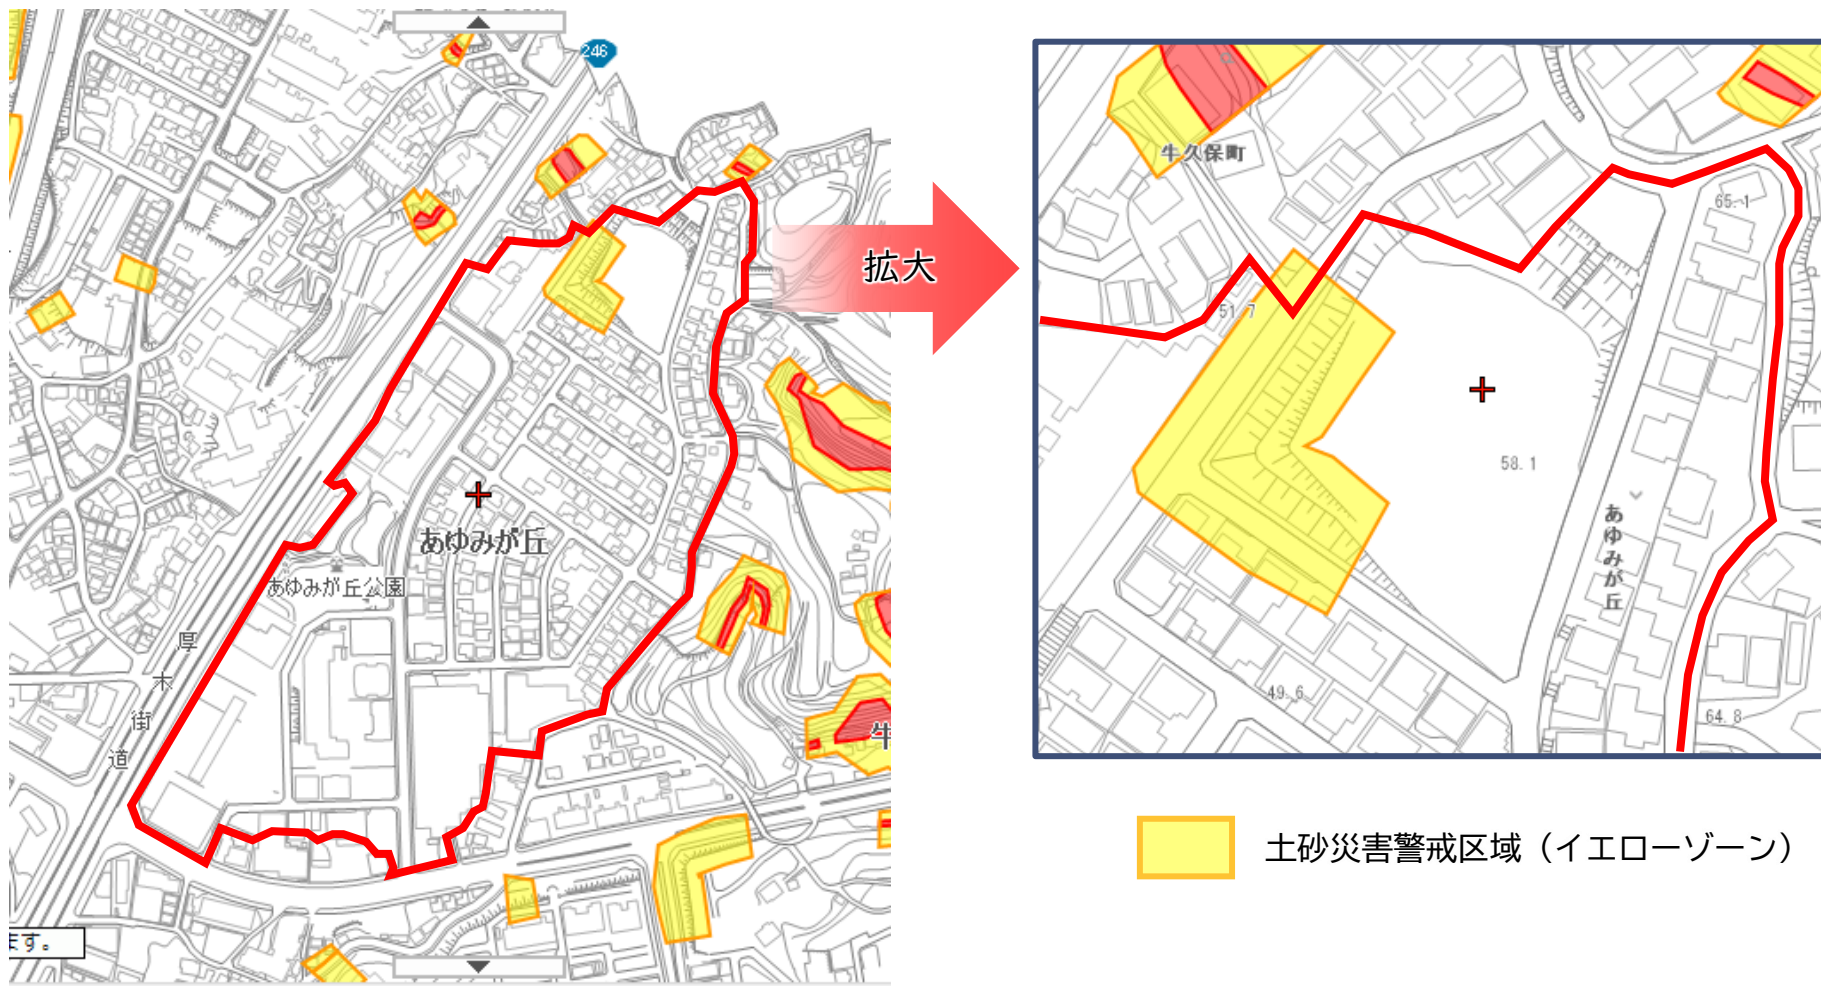 246
あゆみが丘
あゆみが丘公園
厚
木
街
道
牛
ます。
拡大
牛久保町
65.1
51.7
58.1
あゆみが丘
49.6
64.8
土砂災害警戒区域（イエローゾーン）